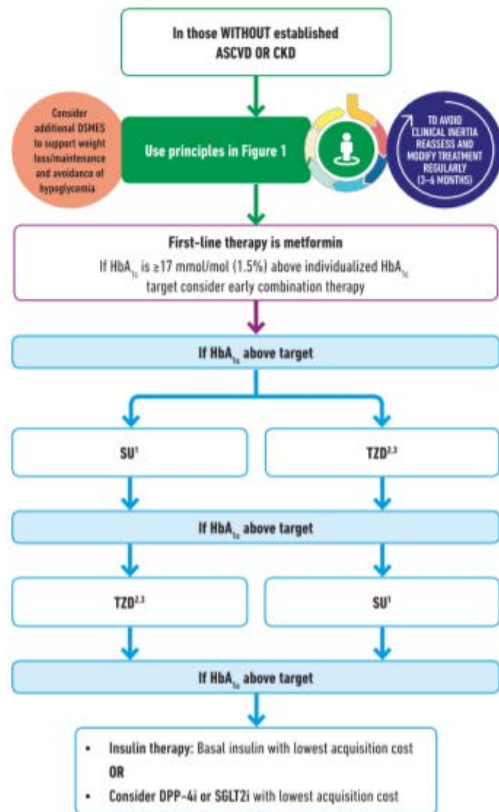 In those WITHOUT established
ASCVD OR CKD
Consider
additional DSMES
to support weight
loss/maintenance
and avoidance of
hypoglycemia
Use principles in Figure 1
TO AVOID
CLINICAL INERTIA
REASSESS AND
MODIFY TREATMENT
REGULARLY
(3–6 MONTHS)
First-line therapy is metformin
If HbA₁c is ≥17 mmol/mol (1.5%) above individualized HbA₁c
target consider early combination therapy
If HbA₁c above target
SU¹
TZD²,³
If HbA₁c above target
TZD²,³
SU¹
If HbA₁c above target
• Insulin therapy: Basal insulin with lowest acquisition cost
OR
• Consider DPP-4i or SGLT2i with lowest acquisition cost